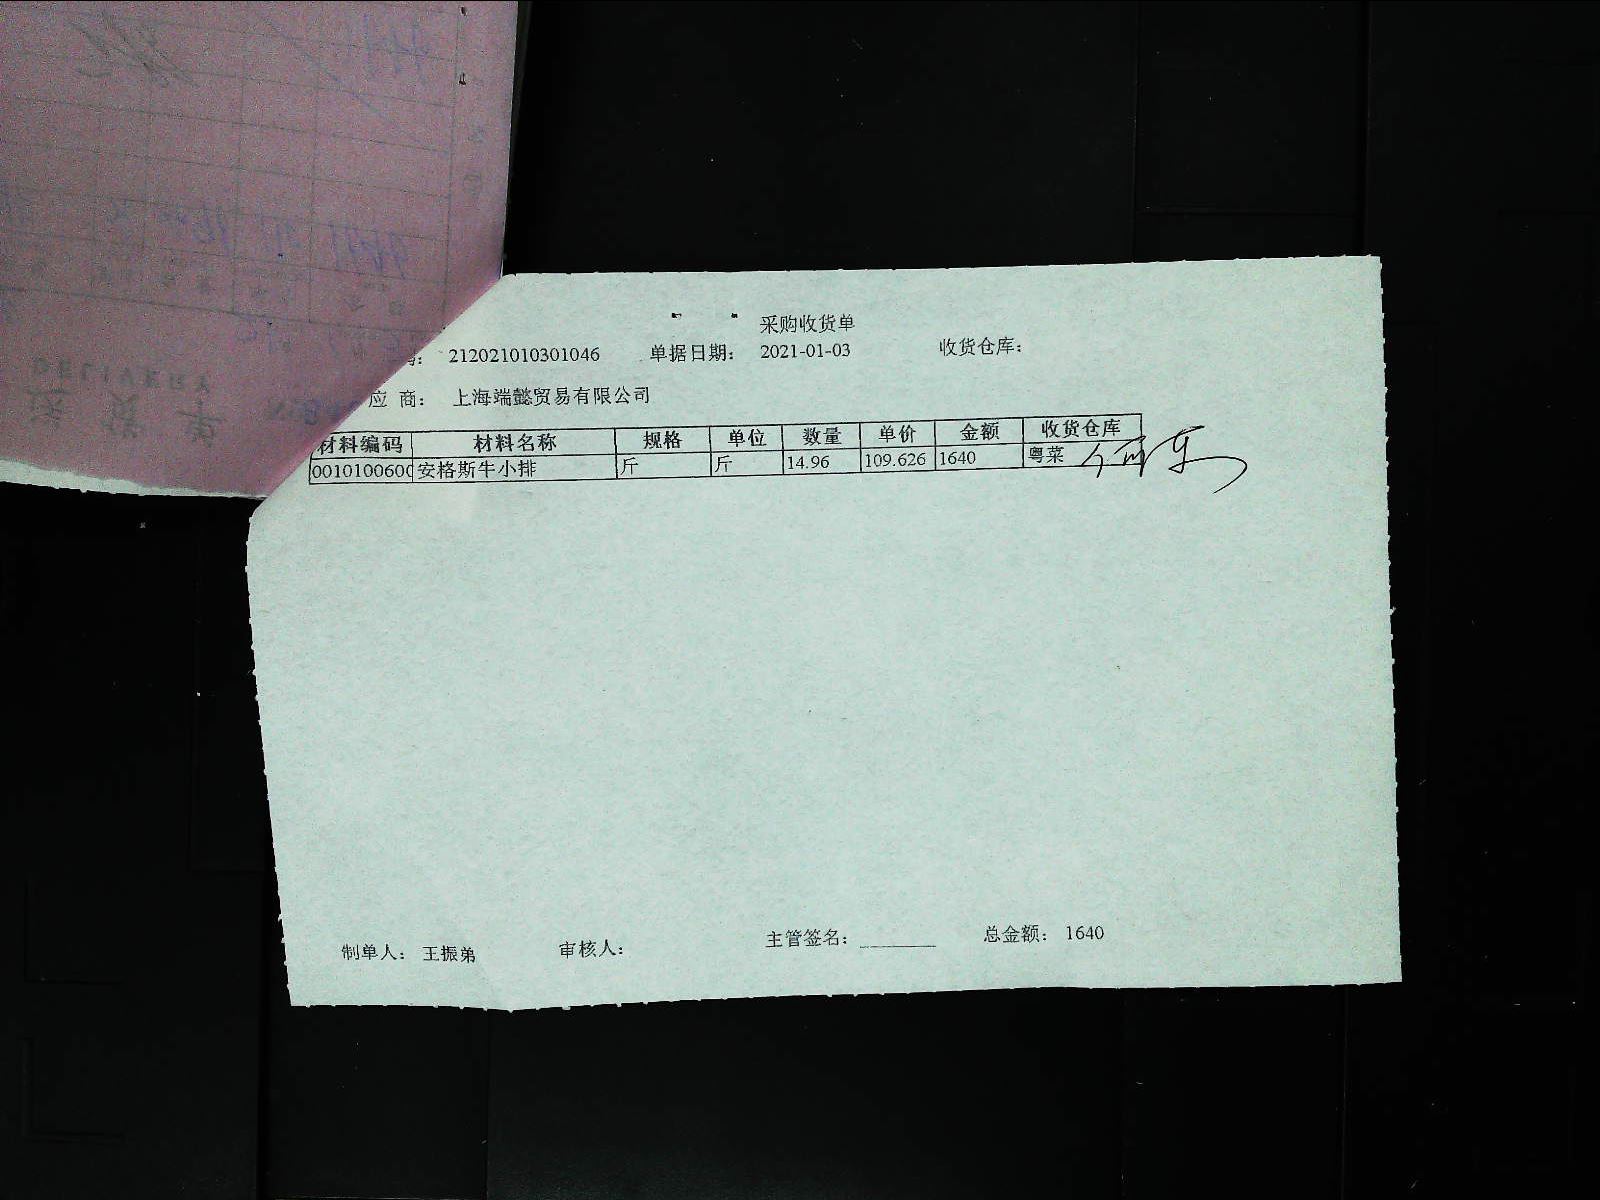 采购收货单
212021010301046 单据日期： 2021-01-03 收货仓库：
应 商： 上海端懿贸易有限公司
材料编码 材料名称 规格 单位 数量 单价 金额 收货仓库
0010100600 安格斯牛小排 斤 斤 14.96 109.626 1640 粤菜
制单人： 王振弟 审核人： 主管签名： 总金额： 1640
DELIVERY